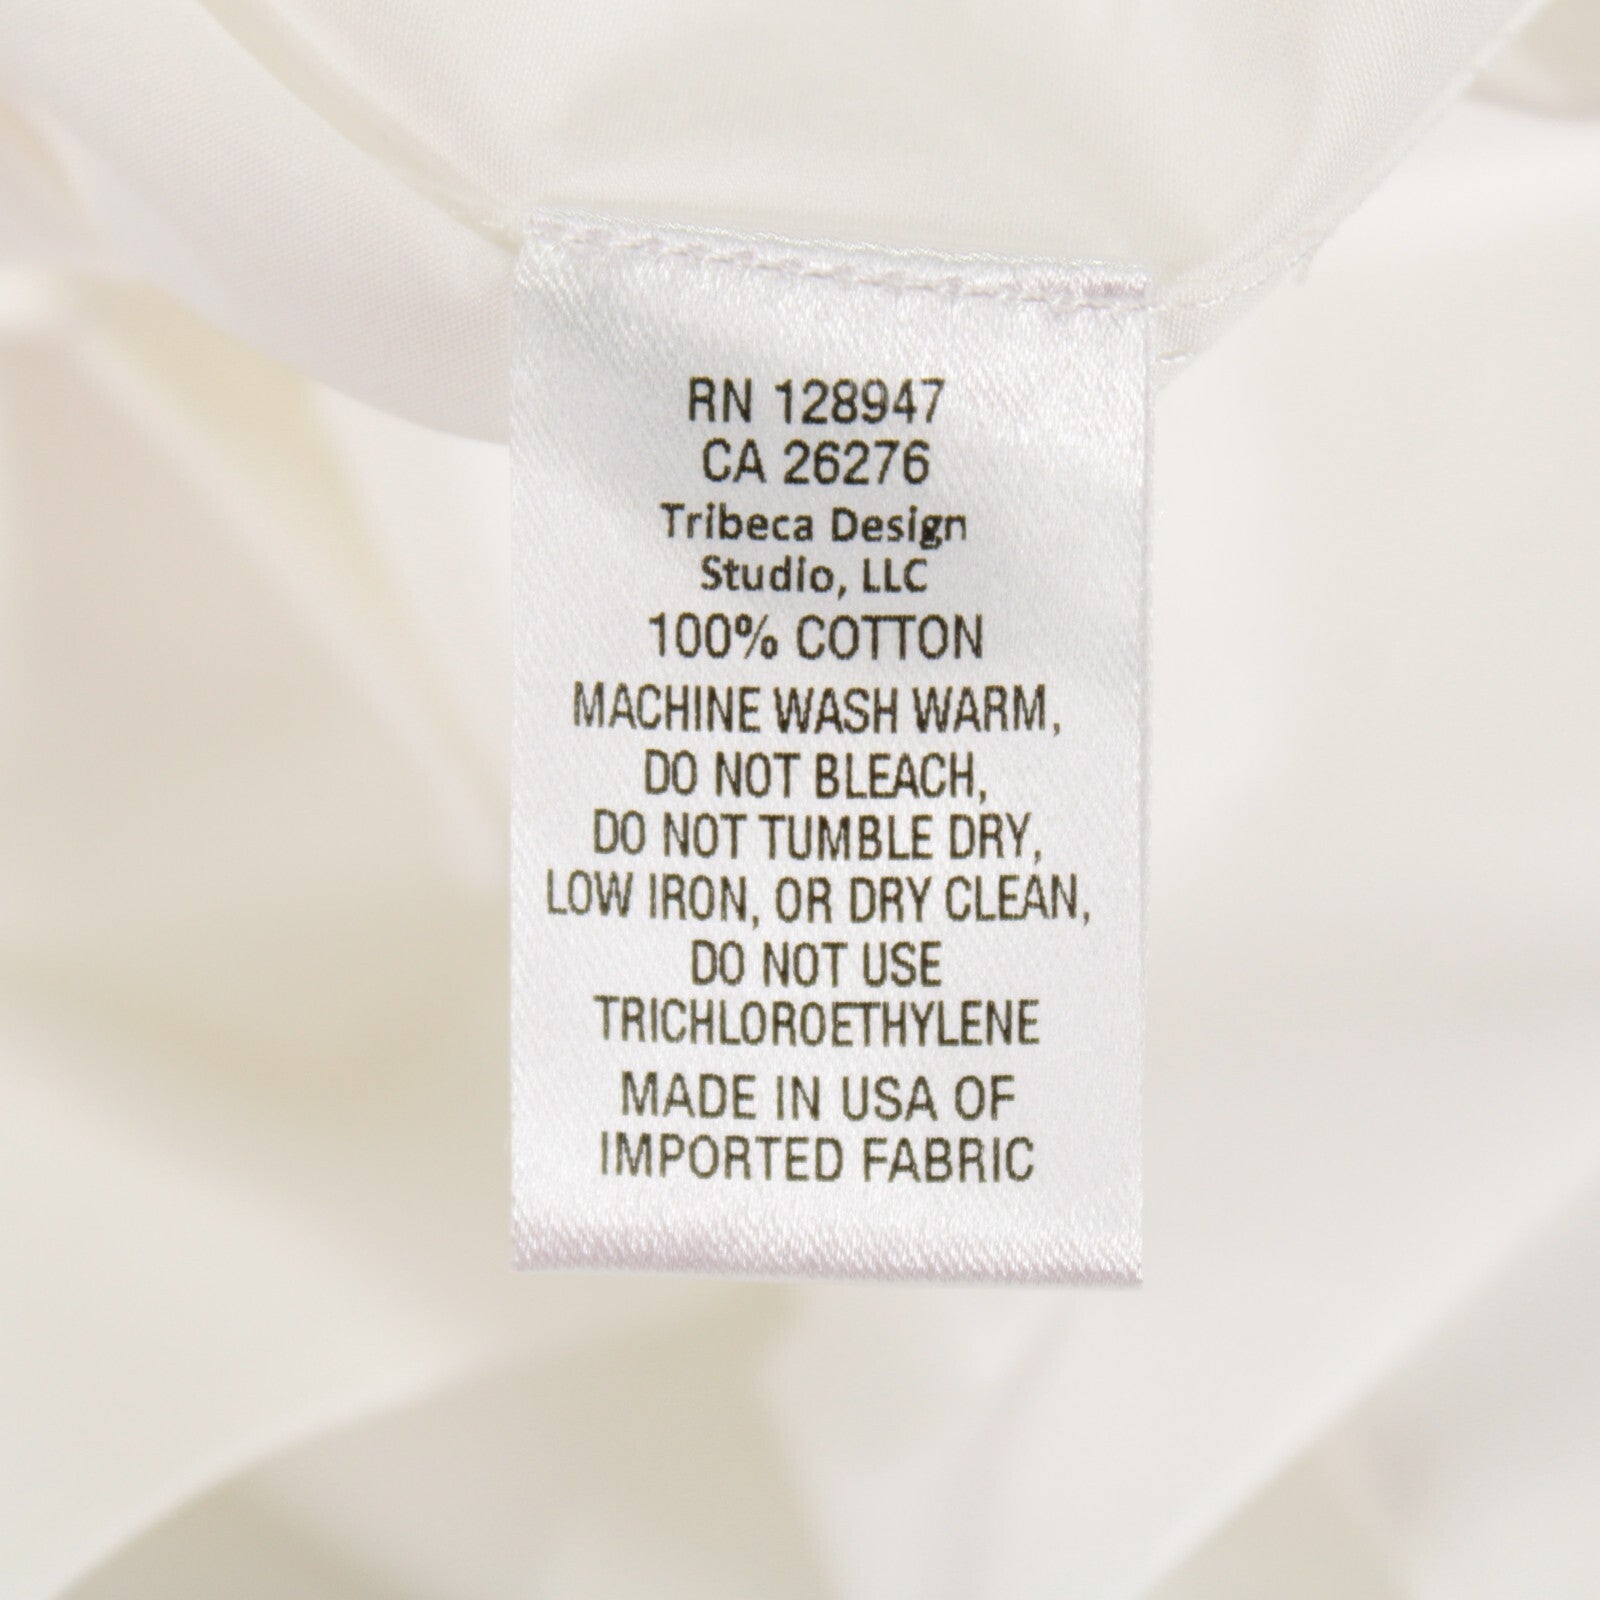 RN 128947
CA 26276
Tribeca Design
Studio, LLC
100% COTTON
MACHINE WASH WARM,
DO NOT BLEACH,
DO NOT TUMBLE DRY,
LOW IRON, OR DRY CLEAN,
DO NOT USE
TRICHLOROETHYLENE
MADE IN USA OF
IMPORTED FABRIC